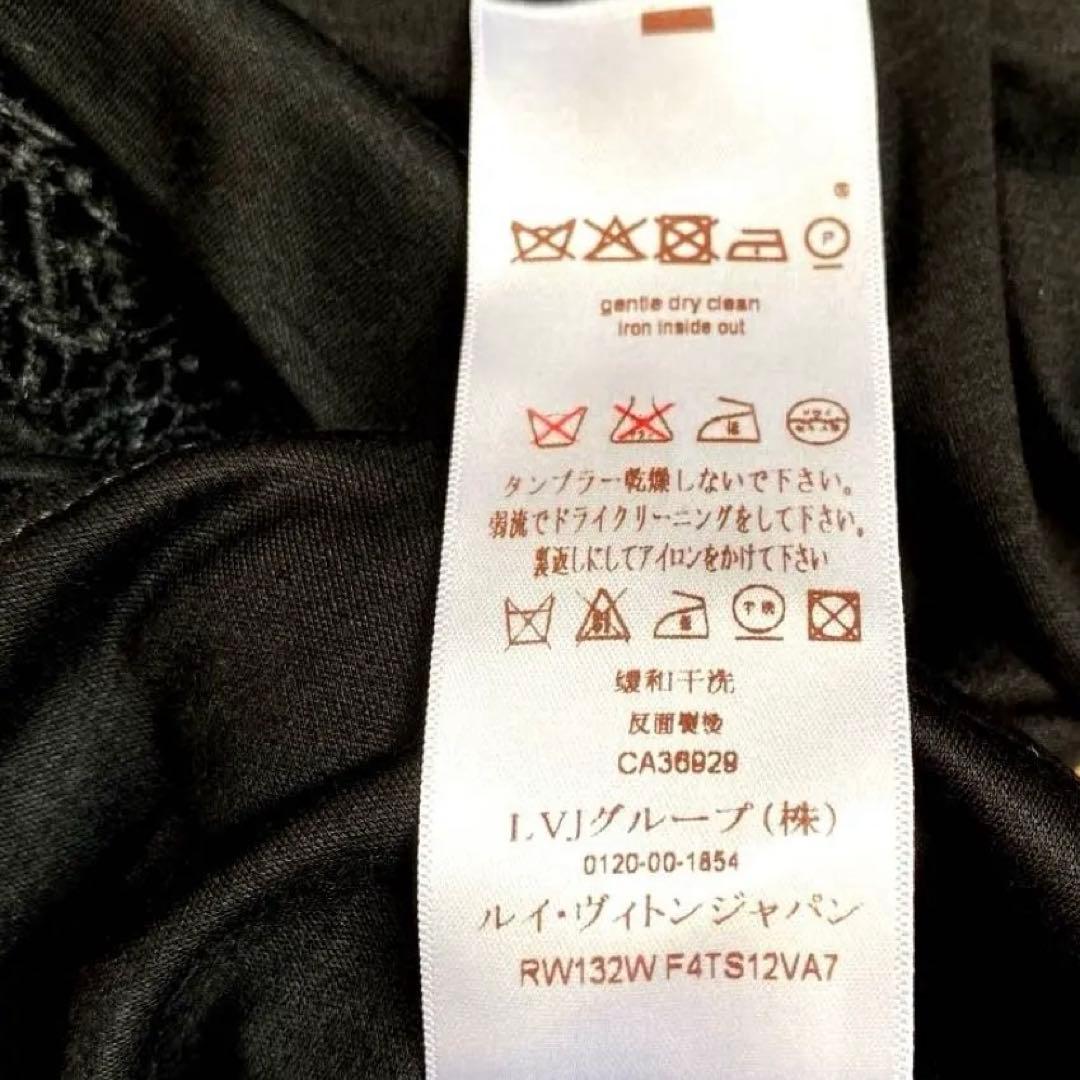 ®
P
gentle dry clean
iron inside out
タンブラー乾燥しないで下さい。
弱流でドライクリーニングをして下さい。
裏返しにしてアイロンをかけて下さい
缓和干洗
反面熨烫
CA36929
LVJグループ(株)
0120-00-1854
ルイ・ヴィトンジャパン
RW132W F4TS12VA7